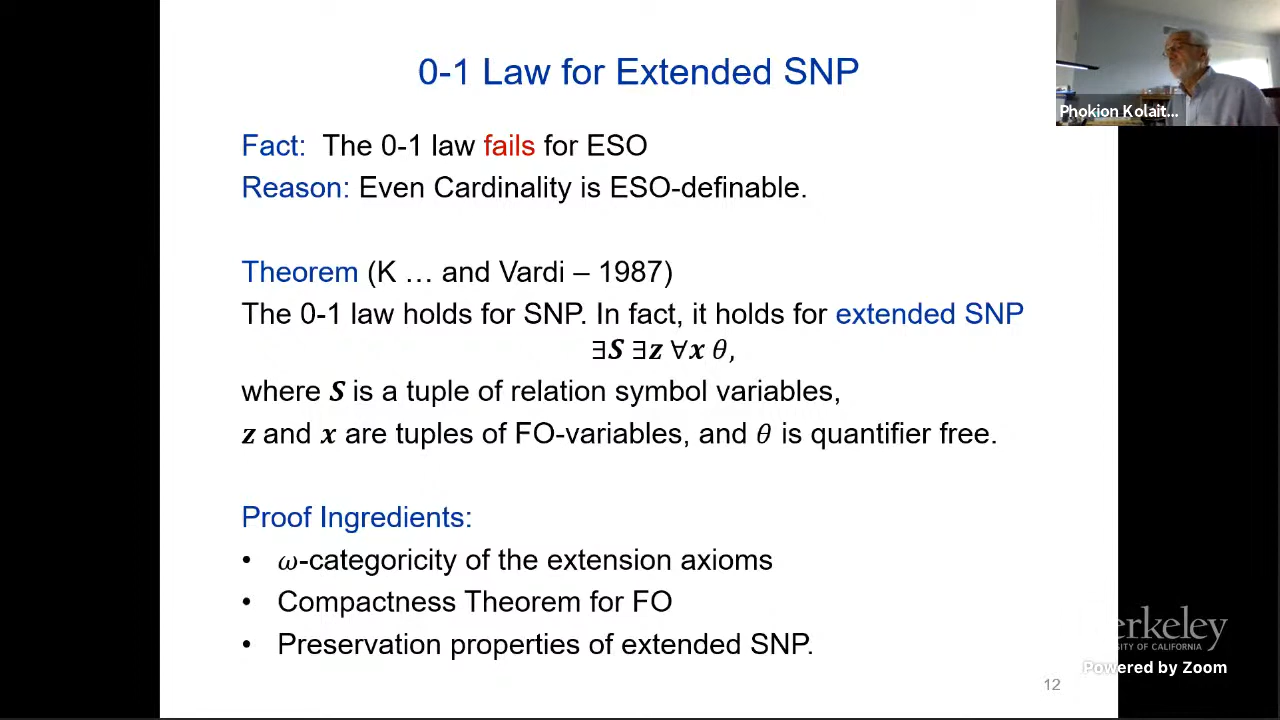 0-1 Law for Extended SNP
Phokion Kolait...
Fact: The 0-1 law fails for ESO
Reason: Even Cardinality is ESO-definable.
Theorem (K … and Vardi – 1987)
The 0-1 law holds for SNP. In fact, it holds for extended SNP
∃𝑺 ∃𝒛 ∀𝒙 𝜃,
where 𝑺 is a tuple of relation symbol variables,
𝒛 and 𝒙 are tuples of FO-variables, and 𝜃 is quantifier free.
Proof Ingredients:
• 𝜔-categoricity of the extension axioms
• Compactness Theorem for FO
• Preservation properties of extended SNP.
erkeley
SITY OF CALIFORNIA
Powered by Zoom
12